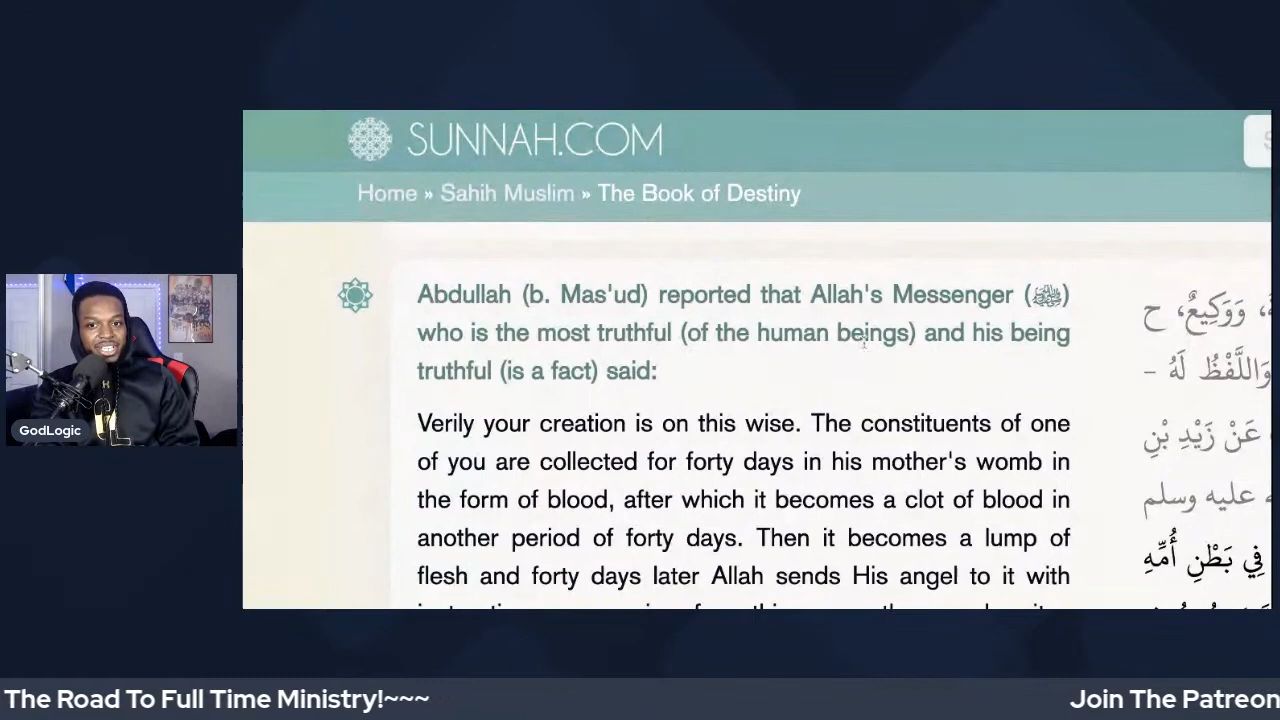 SUNNAH.COM
Home » Sahih Muslim » The Book of Destiny
Abdullah (b. Mas'ud) reported that Allah's Messenger (ﷺ)
who is the most truthful (of the human beings) and his being
truthful (is a fact) said:
Verily your creation is on this wise. The constituents of one
of you are collected for forty days in his mother's womb in
the form of blood, after which it becomes a clot of blood in
another period of forty days. Then it becomes a lump of
flesh and forty days later Allah sends His angel to it with
وَوَكِيعٌ، ح
وَاللَّفْظُ لَهُ -
عَنْ زَيْدِ بْنِ
عليه وسلم
فِي بَطْنِ أُمِّهِ
GodLogic
The Road To Full Time Ministry!~~~
Join The Patreon